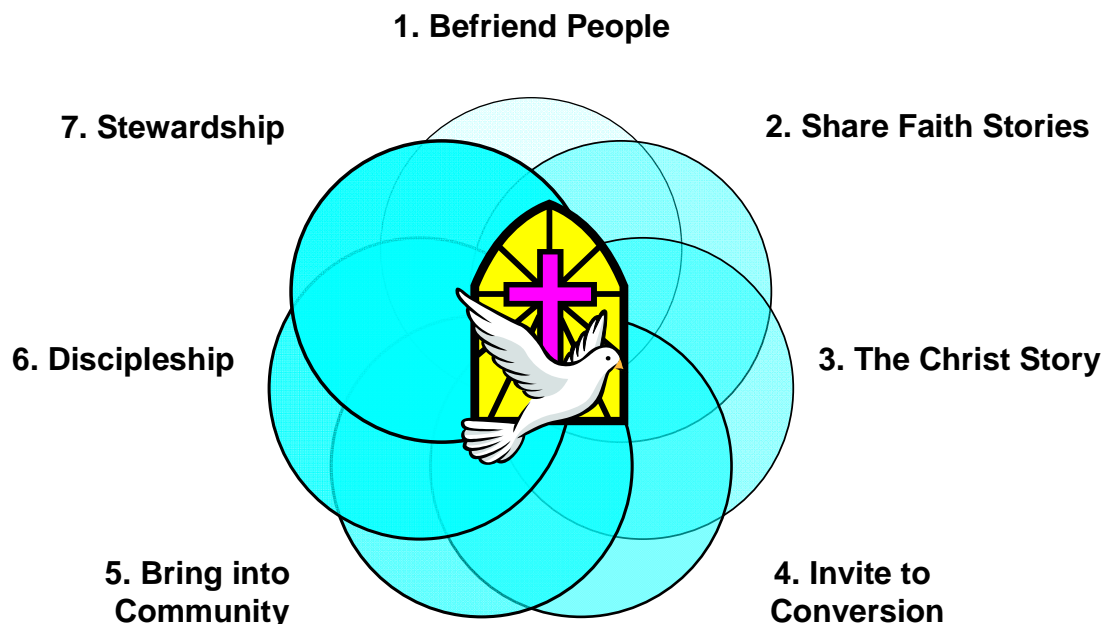 1. Befriend People
2. Share Faith Stories
3. The Christ Story
4. Invite to
Conversion
5. Bring into
Community
6. Discipleship
7. Stewardship